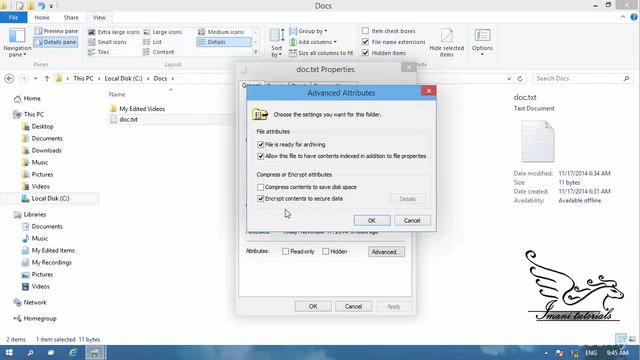 Docs
File
Home
Share
View
Preview pane
Details pane
Navigation
pane
Extra large icons
Large icons
Medium icons
Small icons
List
Details
Tiles
Sort
by
Group by
Add columns
Size all columns to fit
Item check boxes
File name extensions
Hidden items
Hide selected
items
Options
This PC
Local Disk (C:)
Docs
Search Docs
Home
This PC
Desktop
Documents
Downloads
Music
Pictures
Videos
Local Disk (C:)
Libraries
Documents
Music
My Edited Items
My Recordings
Pictures
Videos
Network
Homegroup
Name
My Edited Videos
doc.txt
doc.txt Properties
General
Advanced Attributes
Choose the settings you want for this folder.
File attributes
File is ready for archiving
Allow this file to have contents indexed in addition to file properties
Compress or Encrypt attributes
Compress contents to save disk space
Encrypt contents to secure data
Details
OK
Cancel
Attributes:
Read-only
Hidden
Advanced...
OK
Cancel
Apply
doc.txt
Text Document
Date modified:
11/17/2014 6:34 AM
Size:
11 bytes
Date created:
11/17/2014 6:31 AM
Availability:
Available offline
Imani tutorials
2 items
1 item selected 11 bytes
ENG
9:45 AM